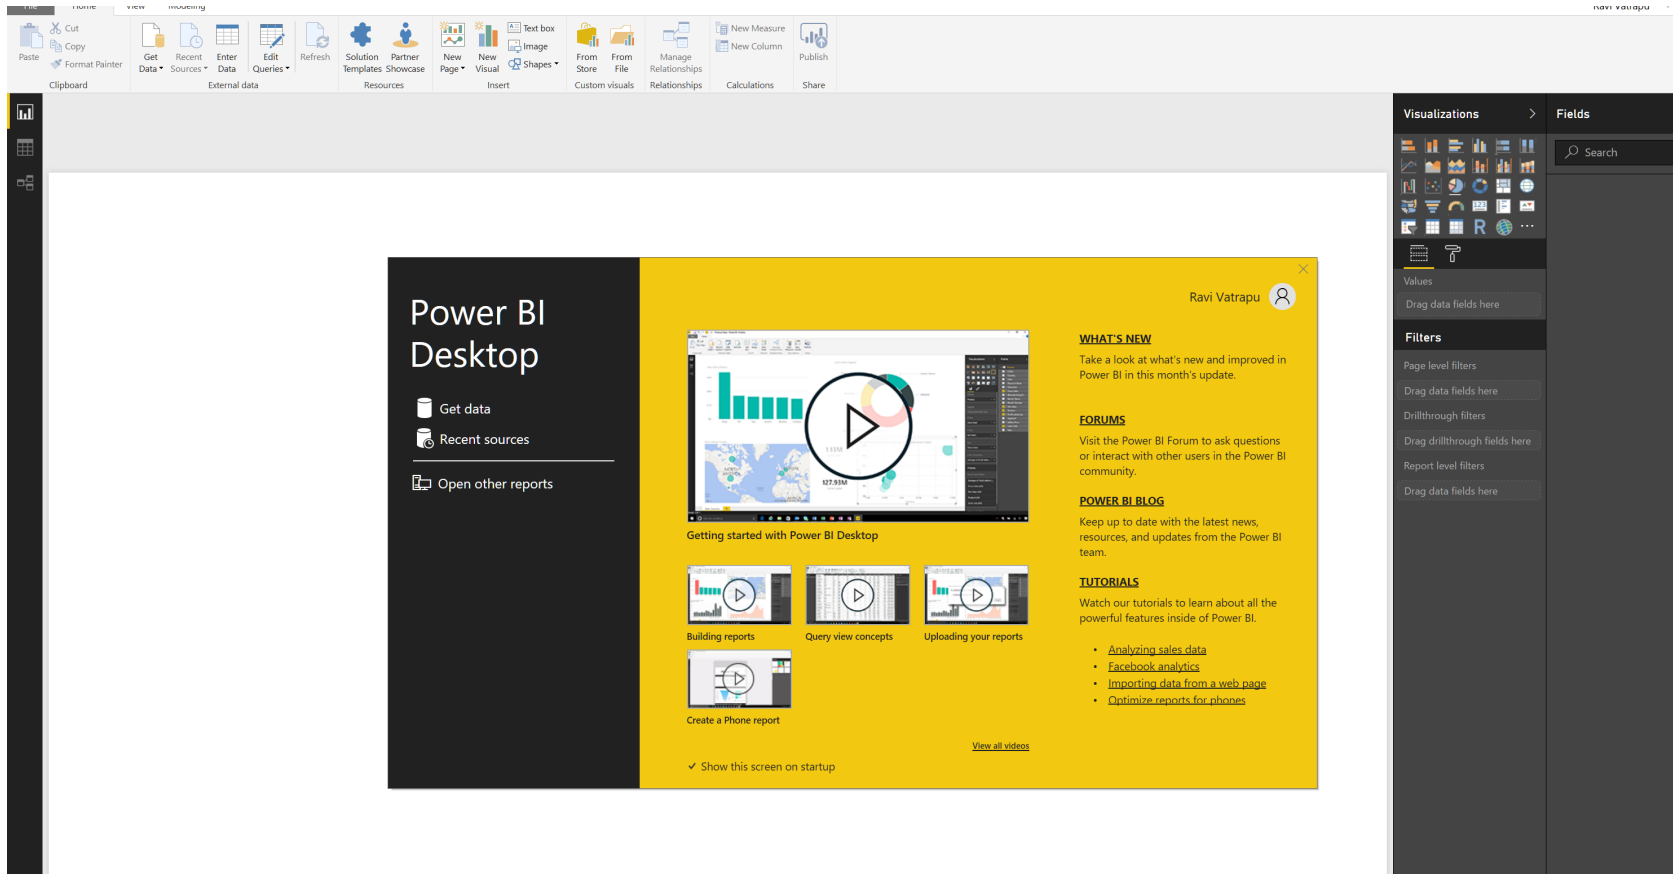 File Home View Modeling Ravi Vatrapu
Cut
Copy
Format Painter
Paste
Clipboard
Get Data
Recent Sources
Enter Data
Edit Queries
Refresh
External data
Solution Templates
Partner Showcase
Resources
New Page
New Visual
Text box
Image
Shapes
Insert
From Store
From File
Custom visuals
Manage Relationships
Relationships
New Measure
New Column
Calculations
Publish
Share
Power BI
Desktop
Get data
Recent sources
Open other reports
Ravi Vatrapu
Getting started with Power BI Desktop
Building reports
Query view concepts
Uploading your reports
Create a Phone report
View all videos
Show this screen on startup
WHAT'S NEW
Take a look at what's new and improved in
Power BI in this month's update.
FORUMS
Visit the Power BI Forum to ask questions
or interact with other users in the Power BI
community.
POWER BI BLOG
Keep up to date with the latest news,
resources, and updates from the Power BI
team.
TUTORIALS
Watch our tutorials to learn about all the
powerful features inside of Power BI.
• Analyzing sales data
• Facebook analytics
• Importing data from a web page
• Optimize reports for phones
Visualizations
R
Values
Drag data fields here
Filters
Page level filters
Drag data fields here
Drillthrough filters
Drag drillthrough fields here
Report level filters
Drag data fields here
Fields
Search